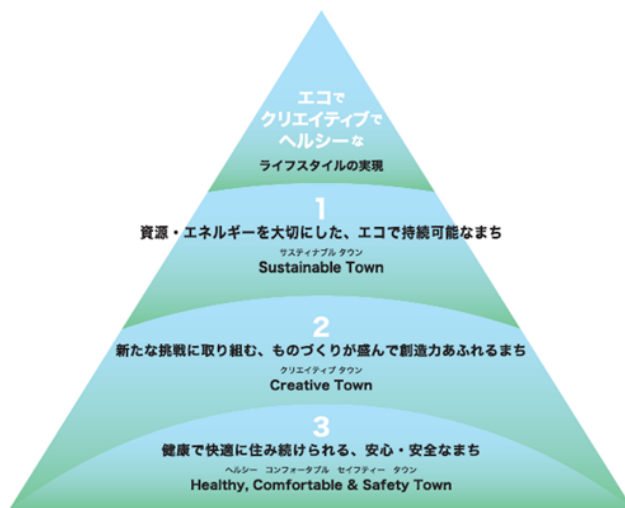 エコで
クリエイティブで
ヘルシーな
ライフスタイルの実現
1
資源・エネルギーを大切にした、エコで持続可能なまち
サスティナブル タウン
Sustainable Town
2
新たな挑戦に取り組む、ものづくりが盛んで創造力あふれるまち
クリエイティブ タウン
Creative Town
3
健康で快適に住み続けられる、安心・安全なまち
ヘルシー コンフォータブル セイフティー タウン
Healthy, Comfortable & Safety Town